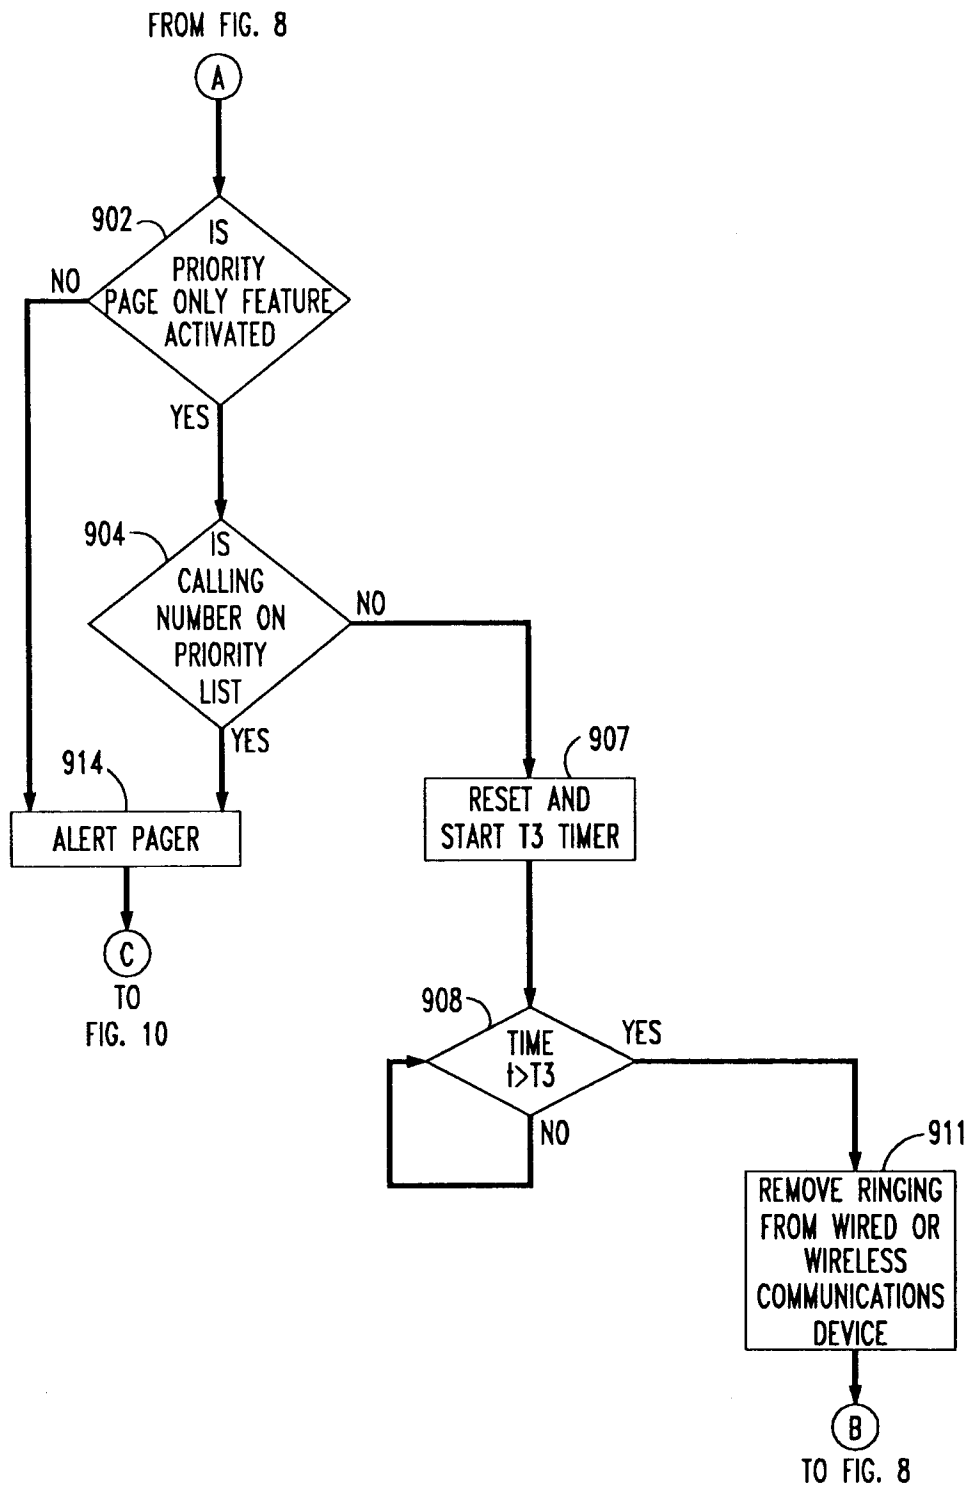 FROM FIG. 8
A
902
IS
PRIORITY
PAGE ONLY FEATURE
ACTIVATED
NO
YES
904
IS
CALLING
NUMBER ON
PRIORITY
LIST
NO
YES
914
ALERT PAGER
C
TO
FIG. 10
907
RESET AND
START T3 TIMER
908
TIME
t>T3
YES
NO
911
REMOVE RINGING
FROM WIRED OR
WIRELESS
COMMUNICATIONS
DEVICE
B
TO FIG. 8